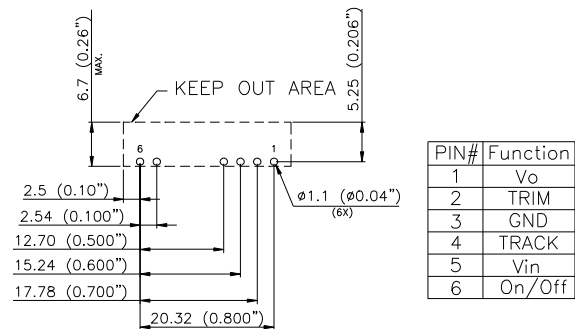 6.7 (0.26”)
MAX.
5.25 (0.206”)
KEEP OUT AREA
6
1
2.5 (0.10”)
2.54 (0.100”)
12.70 (0.500”)
15.24 (0.600”)
17.78 (0.700”)
20.32 (0.800”)
ø1.1 (ø0.04”)
(6X)
PIN# Function
1 Vo
2 TRIM
3 GND
4 TRACK
5 Vin
6 On/Off